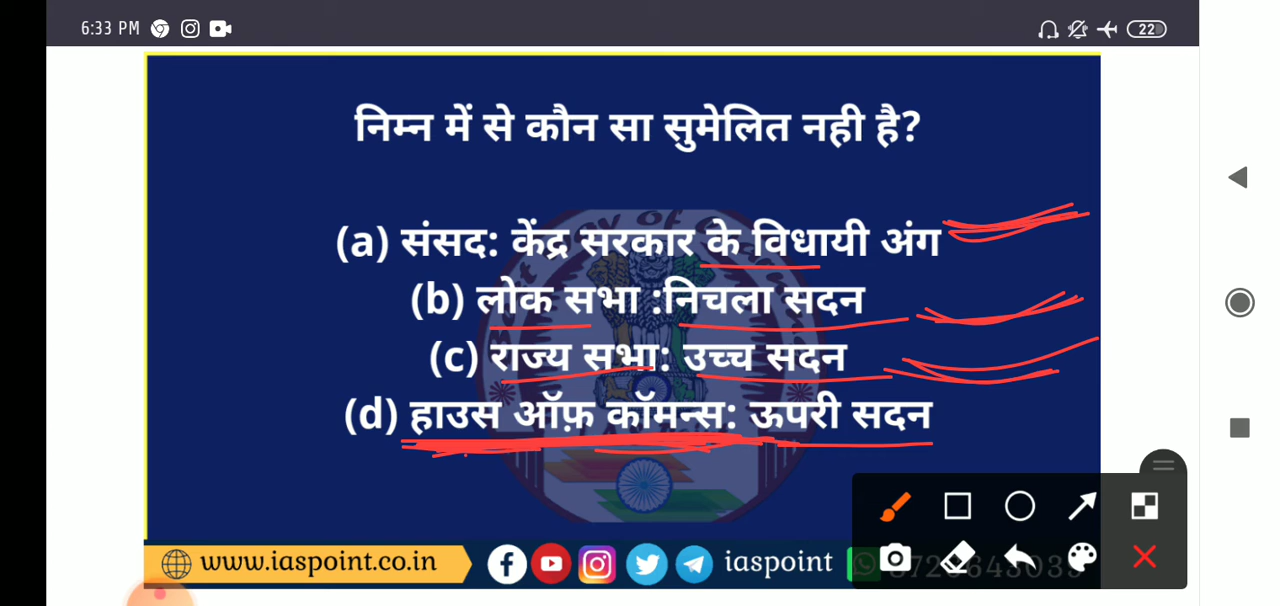 6:33 PM
22
निम्न में से कौन सा सुमेलित नही है?
(a) संसद: केंद्र सरकार के विधायी अंग
(b) लोक सभा :निचला सदन
(c) राज्य सभा: उच्च सदन
(d) हाउस ऑफ़ कॉमन्स: ऊपरी सदन
www.iaspoint.co.in
iaspoint